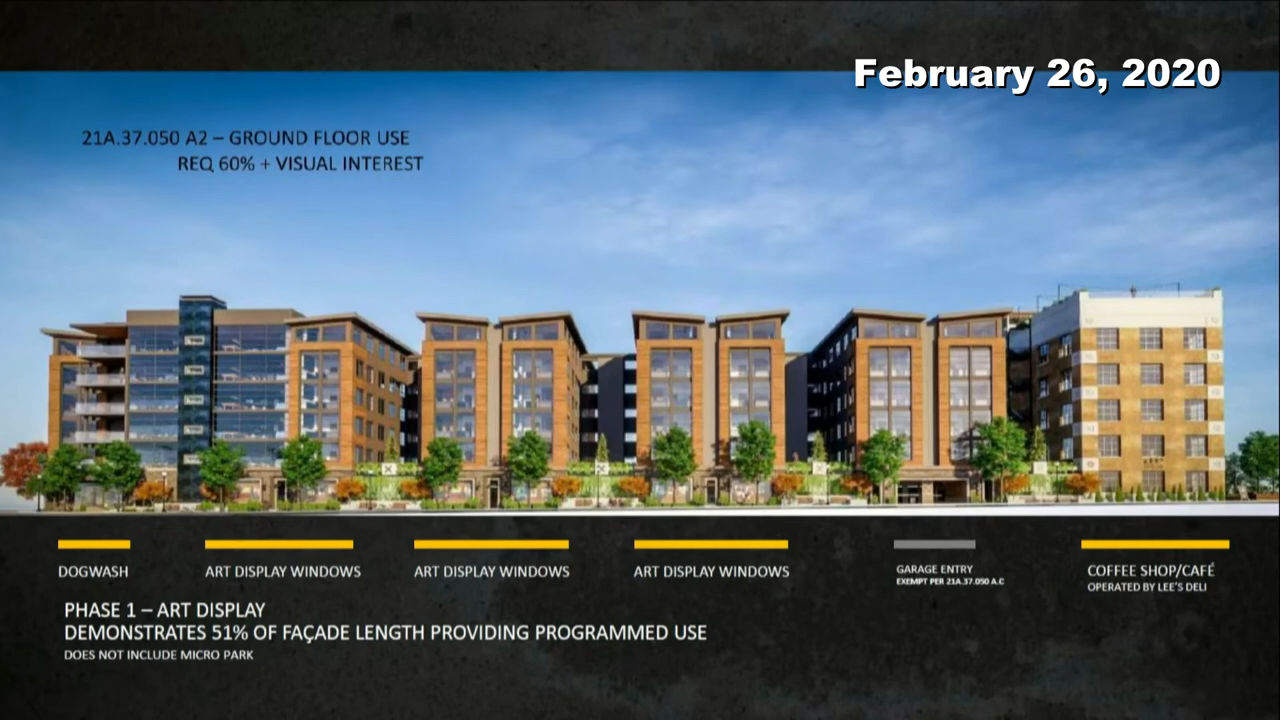 February 26, 2020
21A.37.050 A2 – GROUND FLOOR USE
REQ 60% + VISUAL INTEREST
DOGWASH
ART DISPLAY WINDOWS
ART DISPLAY WINDOWS
ART DISPLAY WINDOWS
GARAGE ENTRY
EXEMPT PER 21A.37.050 A.C
COFFEE SHOP/CAFÉ
OPERATED BY LEE'S DELI
PHASE 1 – ART DISPLAY
DEMONSTRATES 51% OF FAÇADE LENGTH PROVIDING PROGRAMMED USE
DOES NOT INCLUDE MICRO PARK